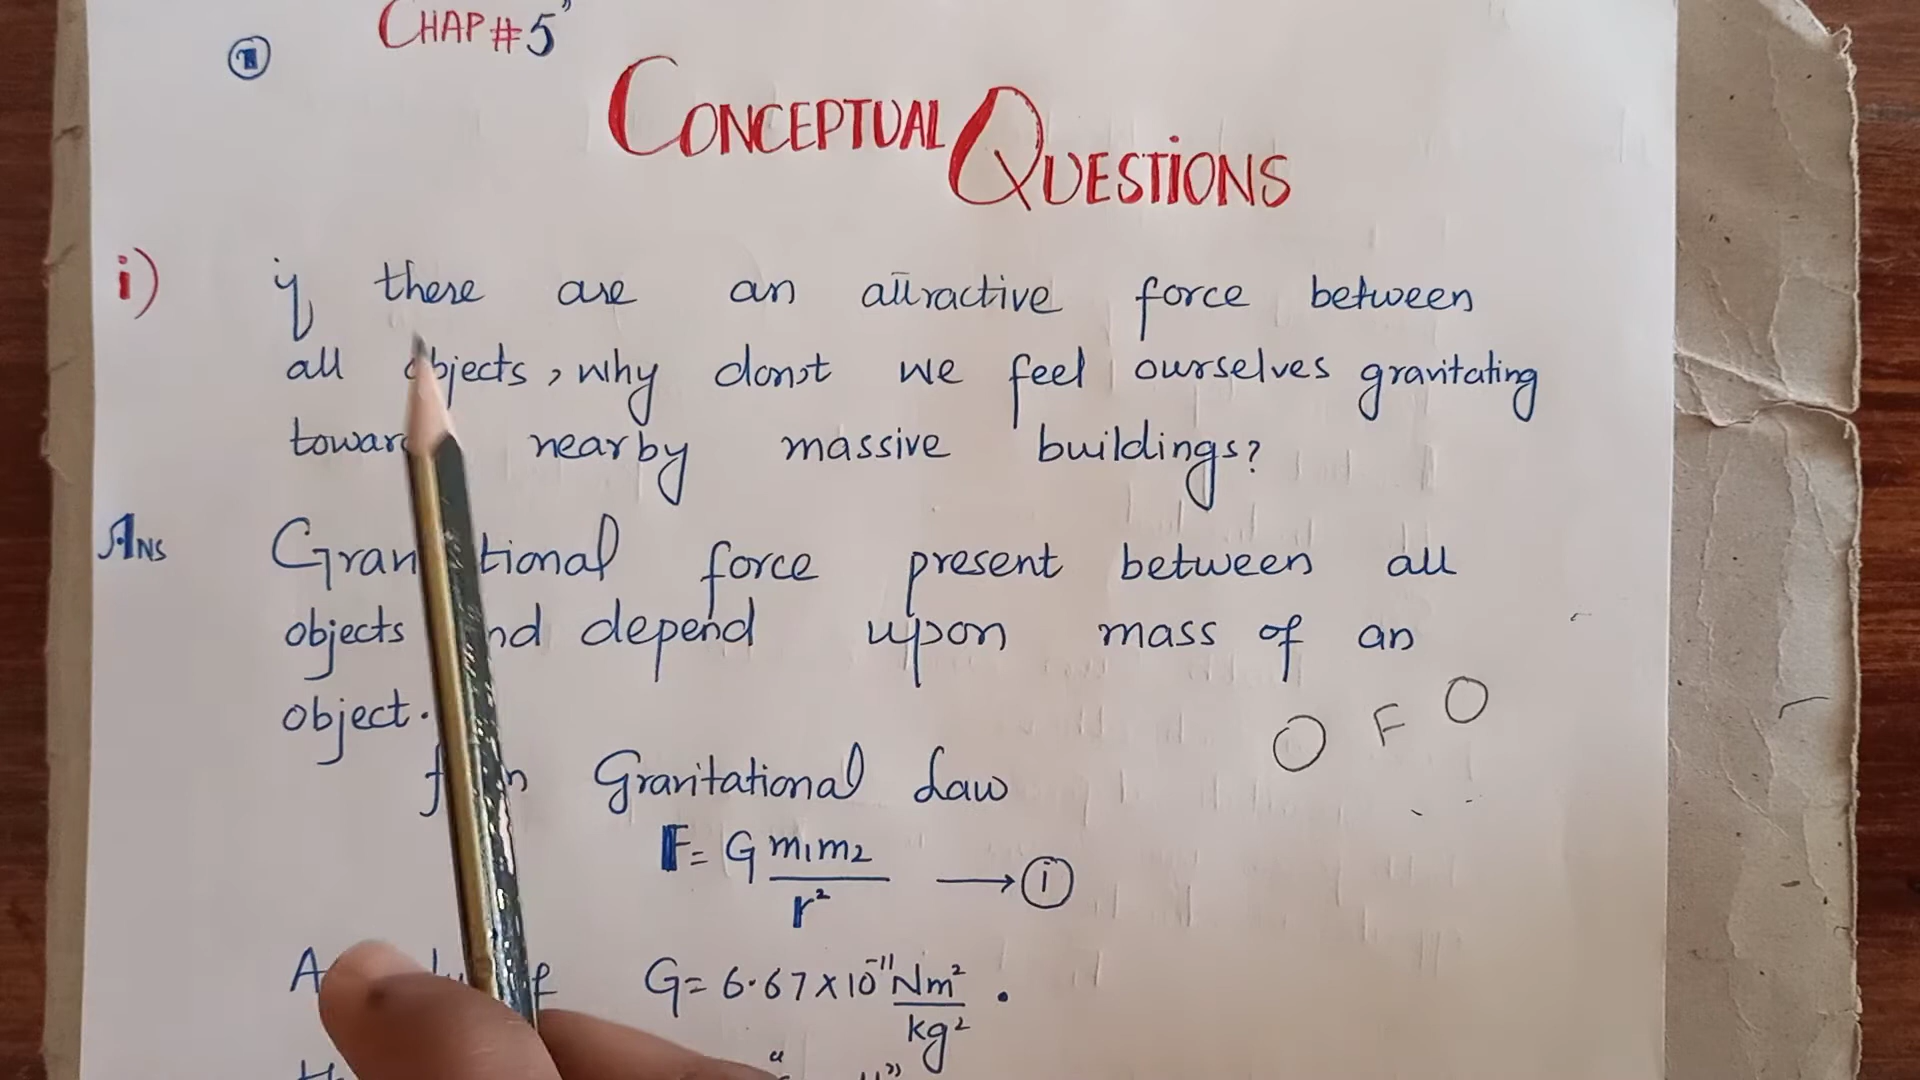 ①
CHAP # 5"
CONCEPTUAL QUESTIONS
i) if there are an attractive force between
all objects, why don't we feel ourselves gravitating
nearby massive buildings?
ANS
force present between all
objects depend upon mass of an
object.
Gravitational Law
O F O
F = G m₁m₂ / r² → ⓘ
G = 6.67 × 10⁻¹¹ Nm² / kg² .